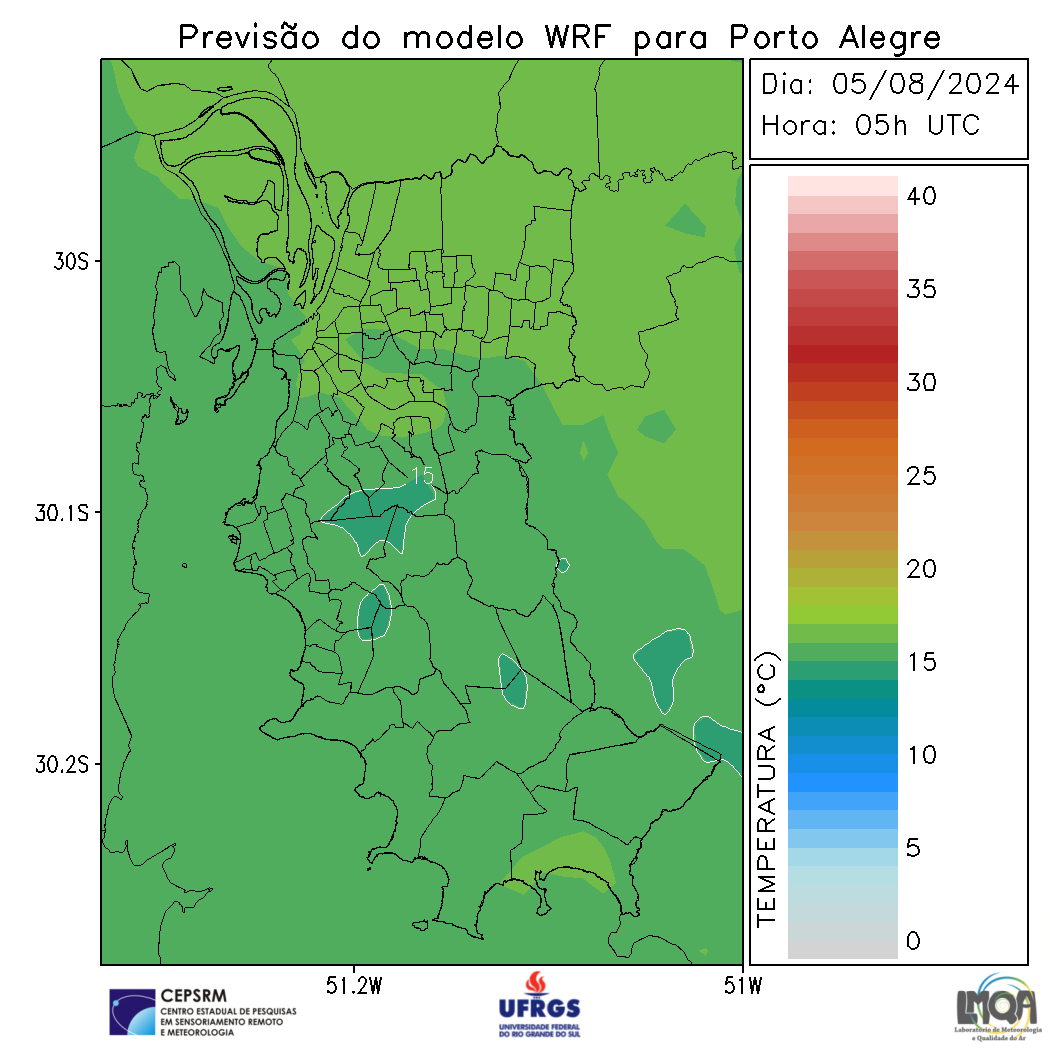 Previsão do modelo WRF para Porto Alegre
Dia: 05/08/2024
Hora: 05h UTC
40
35
30
25
20
15
10
5
0
TEMPERATURA (°C)
30S
30.1S
30.2S
15
51.2W
51W
CEPSRM
CENTRO ESTADUAL DE PESQUISAS
EM SENSORIAMENTO REMOTO
E METEOROLOGIA
UFRGS
UNIVERSIDADE FEDERAL
DO RIO GRANDE DO SUL
LMQA
Laboratório de Meteorologia
e Qualidade do Ar